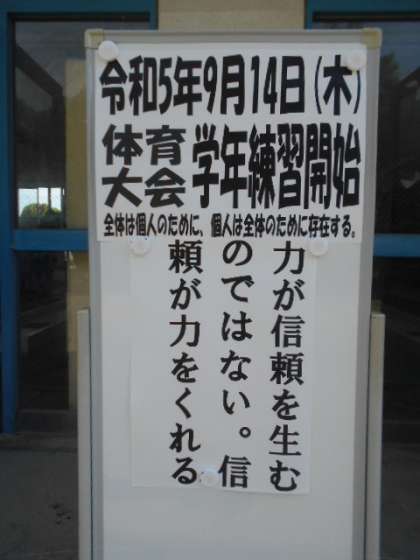 令和5年9月14日（木）
体育大会 学年練習開始
全体は個人のために、個人は全体のために存在する。
力が信頼を生む
のではない。信
頼が力をくれる